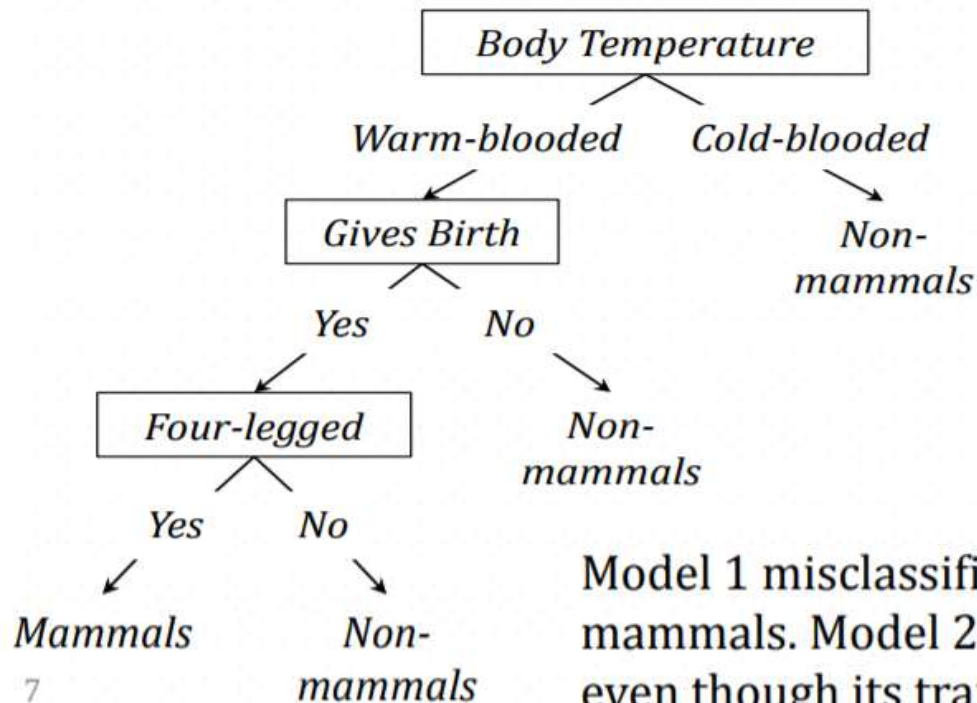 Body Temperature
Warm-blooded Cold-blooded
Gives Birth
Non-
mammals
Yes No
Four-legged
Non-
mammals
Yes No
Mammals
Non-
mammals
Model 1 misclassifi
mammals. Model 2
even though its tra
7